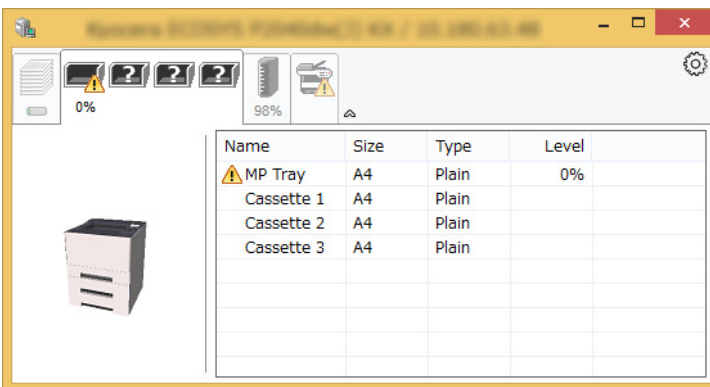 0%
98%
Name Size Type Level
MP Tray A4 Plain 0%
Cassette 1 A4 Plain
Cassette 2 A4 Plain
Cassette 3 A4 Plain